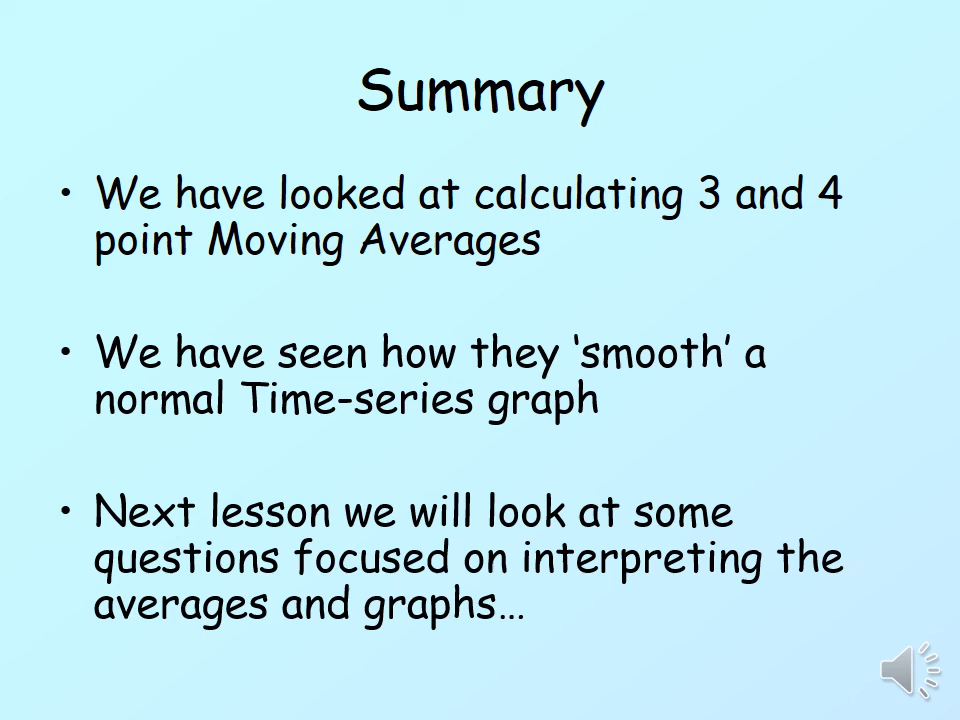 Summary
• We have looked at calculating 3 and 4
point Moving Averages
• We have seen how they ‘smooth’ a
normal Time-series graph
• Next lesson we will look at some
questions focused on interpreting the
averages and graphs…